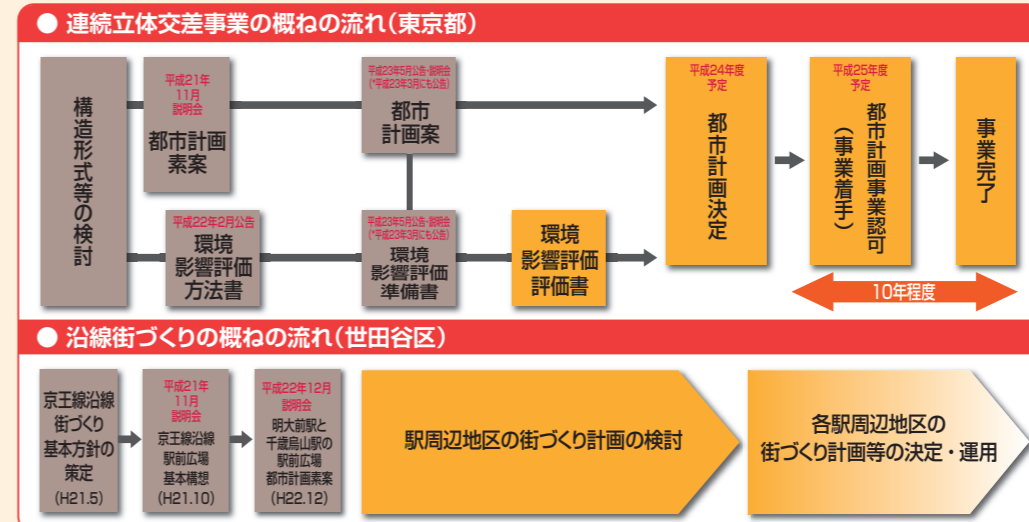 ● 連続立体交差事業の概ねの流れ(東京都)
構造形式等の検討
平成21年
11月
説明会
都市計画
素案
平成23年5月公告・説明会
(*平成23年3月にも公告)
都市
計画案
平成22年2月公告
環境
影響評価
方法書
平成23年5月公告・説明会
(*平成23年3月にも公告)
環境
影響評価
準備書
環境
影響評価
評価書
平成24年度
予定
都市計画決定
平成25年度
予定
都市計画事業認可
(事業着手)
事業完了
10年程度
● 沿線街づくりの概ねの流れ(世田谷区)
京王線沿線
街づくり
基本方針の
策定
(H21.5)
平成21年
11月
説明会
京王線沿線
駅前広場
基本構想
(H21.10)
平成22年12月
説明会
明大前駅と
千歳烏山駅の
駅前広場
都市計画素案
(H22.12)
駅周辺地区の街づくり計画の検討
各駅周辺地区の
街づくり計画等の決定・運用